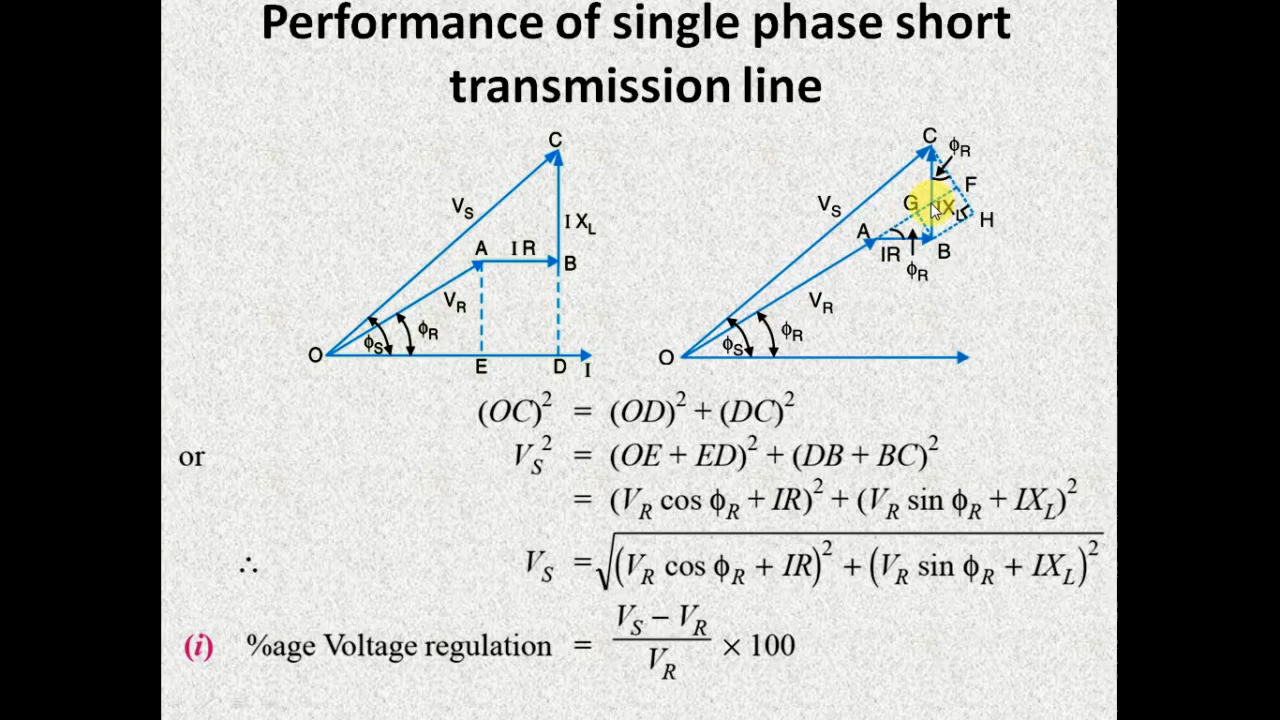 Performance of single phase short
transmission line
C
V_S
I X_L
A
I R
B
V_R
ϕ_S
ϕ_R
O
E
D
I
C
ϕ_R
V_S
F
G
IX
H
A
IR
B
ϕ_R
V_R
ϕ_S
ϕ_R
O
(OC)² = (OD)² + (DC)²
or V_S² = (OE + ED)² + (DB + BC)²
= (V_R cos ϕ_R + IR)² + (V_R sin ϕ_R + IX_L)²
∴ V_S = √((V_R cos ϕ_R + IR)² + (V_R sin ϕ_R + IX_L)²)
(i) %age Voltage regulation = (V_S − V_R)/V_R × 100